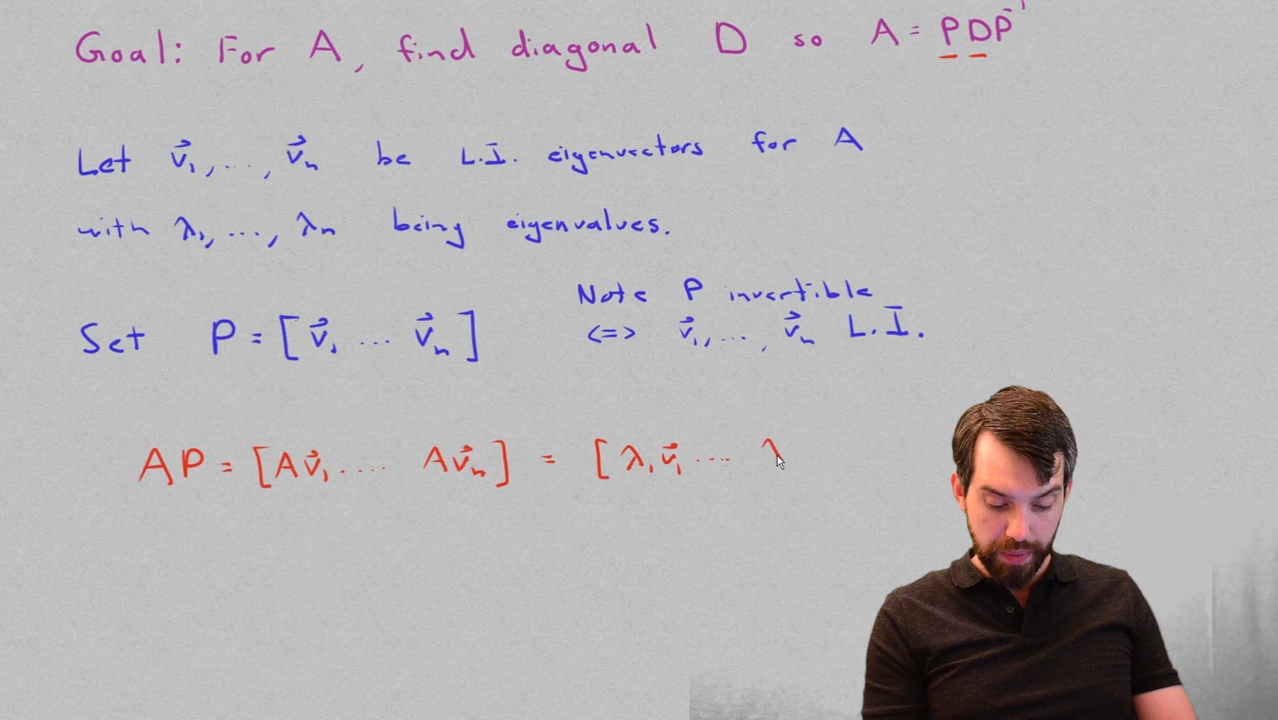 Goal: For A, find diagonal D so A = PDP⁻¹
Let v⃗₁, ..., v⃗ₙ be L.I. eigenvectors for A
with λ₁, ..., λₙ being eigenvalues.
Set P = [v⃗₁ ... v⃗ₙ]
Note P invertible
<=> v⃗₁, ..., v⃗ₙ L.I.
AP = [Av⃗₁ .... Av⃗ₙ] = [λ₁v⃗₁ ... λ